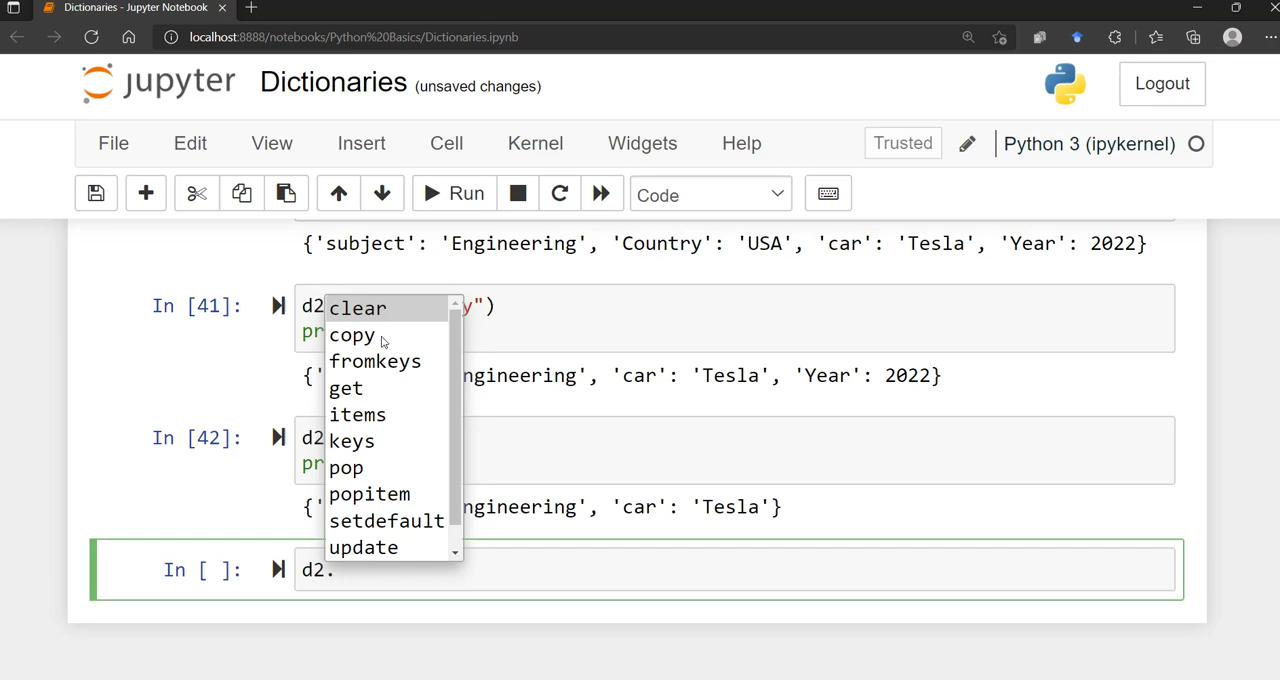 Dictionaries - Jupyter Notebook
localhost:8888/notebooks/Python%20Basics/Dictionaries.ipynb
jupyter Dictionaries (unsaved changes) Logout
File Edit View Insert Cell Kernel Widgets Help Trusted Python 3 (ipykernel)
Run Code
{'subject': 'Engineering', 'Country': 'USA', 'car': 'Tesla', 'Year': 2022}
In [41]: d2 y")
pr
{' ngineering', 'car': 'Tesla', 'Year': 2022}
In [42]: d2
pr
{' ngineering', 'car': 'Tesla'}
In [ ]: d2.
clear
copy
fromkeys
get
items
keys
pop
popitem
setdefault
update